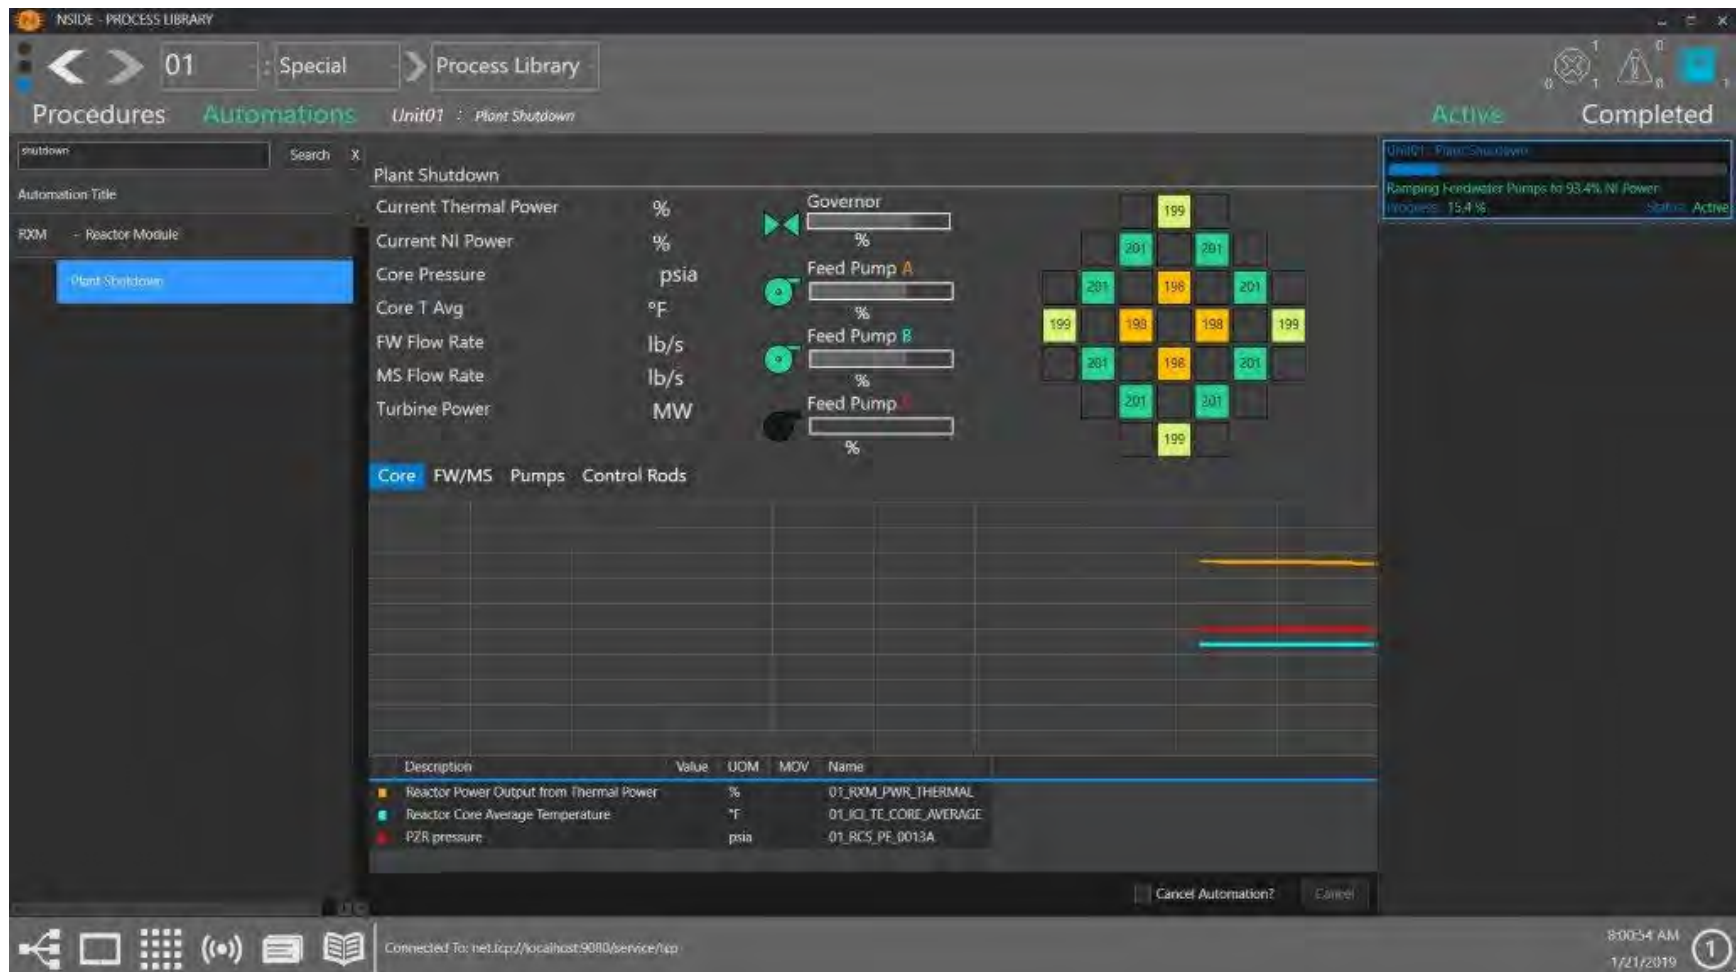 NSIDE - PROCESS LIBRARY
01 : Special Process Library
0 1 1 0 0 1
Procedures Automations Unit01 : Plant Shutdown Active Completed
shutdown Search X
Automation Title
RXM - Reactor Module
Plant Shutdown
Plant Shutdown
Current Thermal Power %
Current NI Power %
Core Pressure psia
Core T Avg °F
FW Flow Rate lb/s
MS Flow Rate lb/s
Turbine Power MW
Governor
%
Feed Pump A
%
Feed Pump B
%
Feed Pump
%
199
201 201
201 198 201
199 198 198 199
201 198 201
201 201
199
Unit01 : Plant Shutdown
Ramping Feedwater Pumps to 93.4% NI Power
Progress: 15.4 % Status: Active
Core FW/MS Pumps Control Rods
Description Value UOM MOV Name
Reactor Power Output from Thermal Power % 01_RXM_PWR_THERMAL
Reactor Core Average Temperature °F 01_ICI_TE_CORE_AVERAGE
PZR pressure psia 01_RCS_PE_0013A
Cancel Automation? Cancel
Connected To: net.tcp://localhost:9080/service/tcp
8:00:54 AM
1/21/2019
1